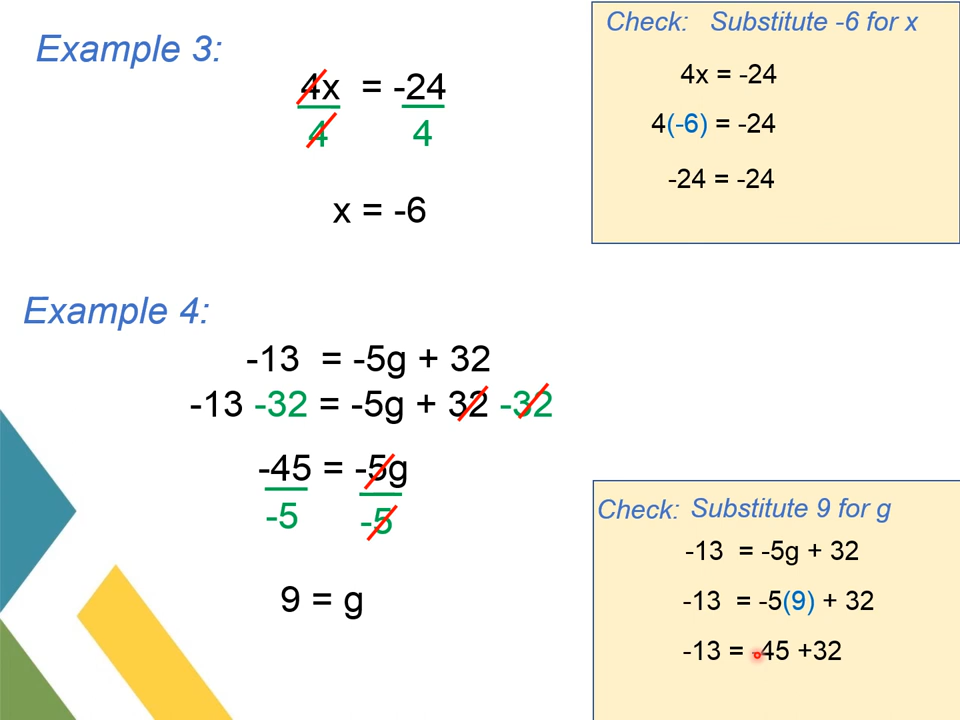 Example 3:
4x = -24
4 4
x = -6
Check: Substitute -6 for x
4x = -24
4(-6) = -24
-24 = -24
Example 4:
-13 = -5g + 32
-13 -32 = -5g + 32 -32
-45 = -5g
-5 -5
9 = g
Check: Substitute 9 for g
-13 = -5g + 32
-13 = -5(9) + 32
-13 = -45 +32